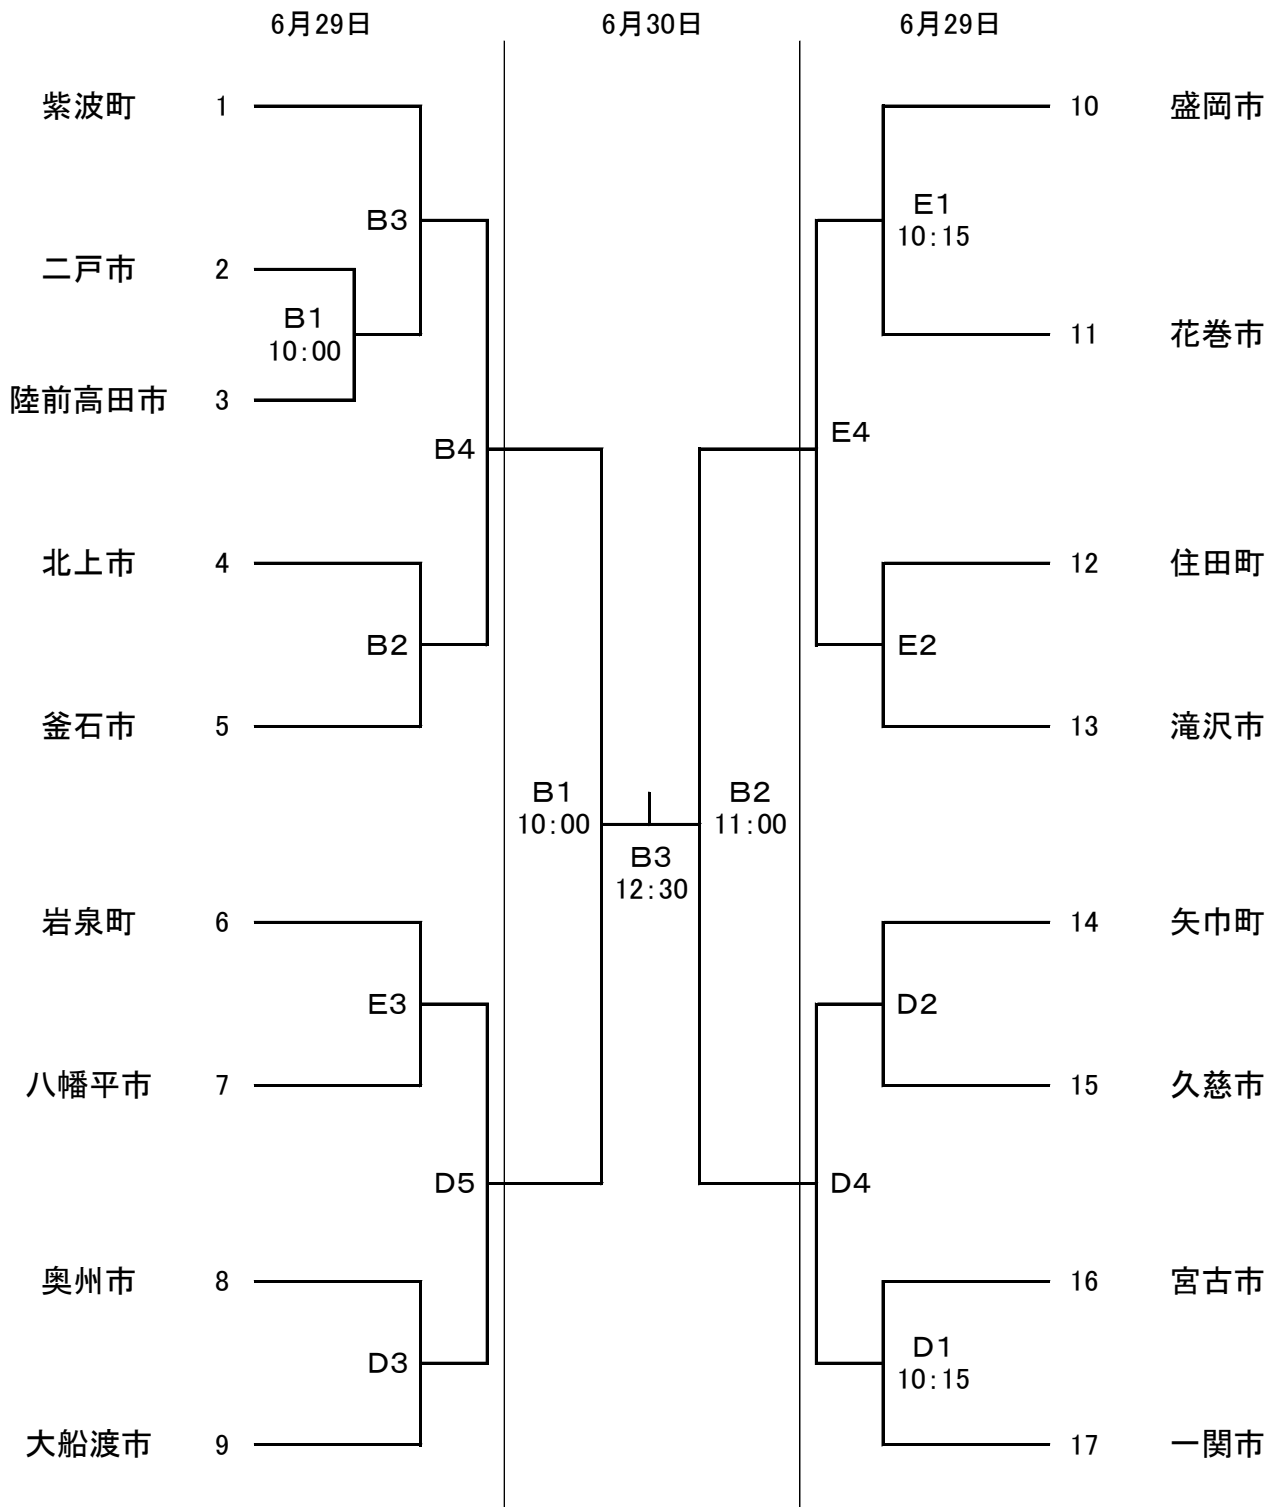 6月29日 6月30日 6月29日
紫波町 1 10 盛岡市
E1
B3 10:15
二戸市 2
B1
10:00 11 花巻市
陸前高田市 3
B4 E4
北上市 4 12 住田町
B2 E2
釜石市 5 13 滝沢市
B1 B2
10:00 11:00
B3
12:30
岩泉町 6 14 矢巾町
E3 D2
八幡平市 7 15 久慈市
D5 D4
奥州市 8 16 宮古市
D1
D3 10:15
大船渡市 9 17 一関市